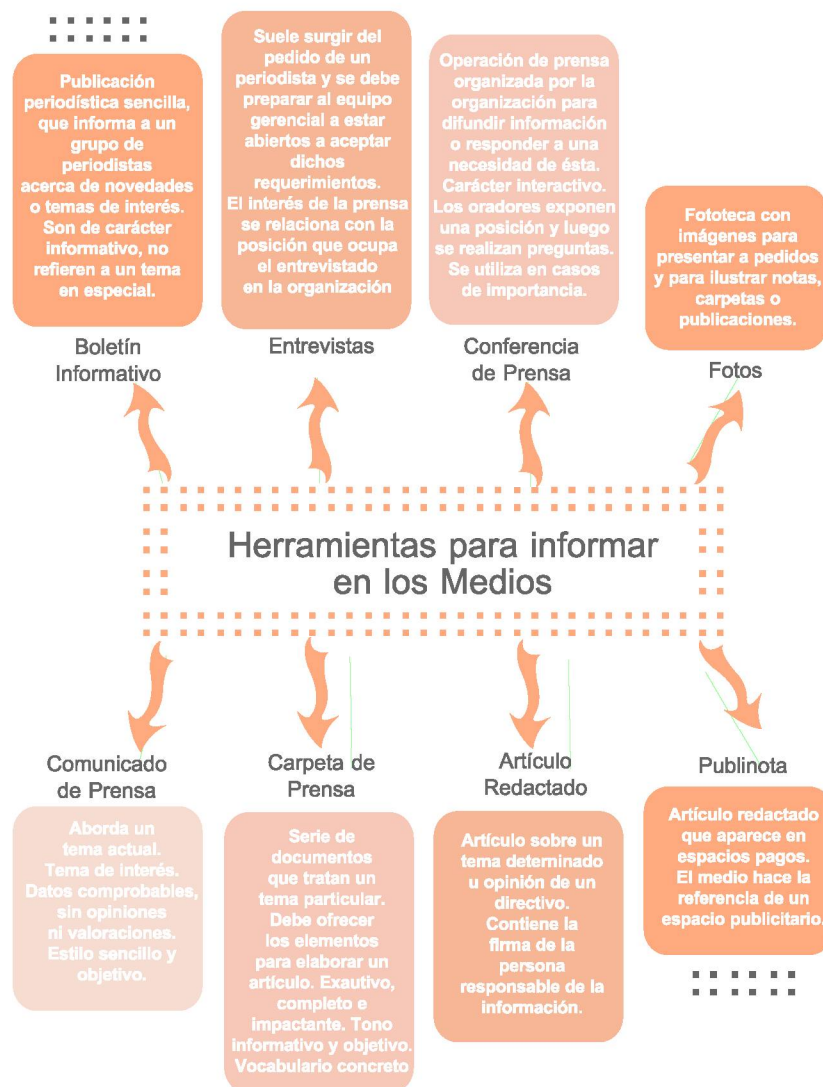 Publicación
periodística sencilla,
que informa a un
grupo de
periodistas
acerca de novedades
o temas de interés.
Son de carácter
informativo, no
refieren a un tema
en especial.
Boletín
Informativo
Suele surgir del
pedido de un
periodista y se debe
preparar al equipo
gerencial a estar
abiertos a aceptar
dichos
requerimientos.
El interés de la prensa
se relaciona con la
posición que ocupa
el entrevistado
en la organización
Entrevistas
Operación de prensa
organizada por la
organización para
difundir información
o responder a una
necesidad de ésta.
Carácter interactivo.
Los oradores exponen
una posición y luego
se realizan preguntas.
Se utiliza en casos
de importancia.
Conferencia
de Prensa
Fototeca con
imágenes para
presentar a pedidos
y para ilustrar notas,
carpetas o
publicaciones.
Fotos
Herramientas para informar
en los Medios
Comunicado
de Prensa
Aborda un
tema actual.
Tema de interés.
Datos comprobables,
sin opiniones
ni valoraciones.
Estilo sencillo y
objetivo.
Carpeta de
Prensa
Serie de
documentos
que tratan un
tema particular.
Debe ofrecer
los elementos
para elaborar un
artículo. Exautivo,
completo e
impactante. Tono
informativo y objetivo.
Vocabulario concreto
Artículo
Redactado
Artículo sobre un
tema deterninado
u opinión de un
directivo.
Contiene la
firma de la
persona
responsable de la
información.
Publinota
Artículo redactado
que aparece en
espacios pagos.
El medio hace la
referencia de un
espacio publicitario.